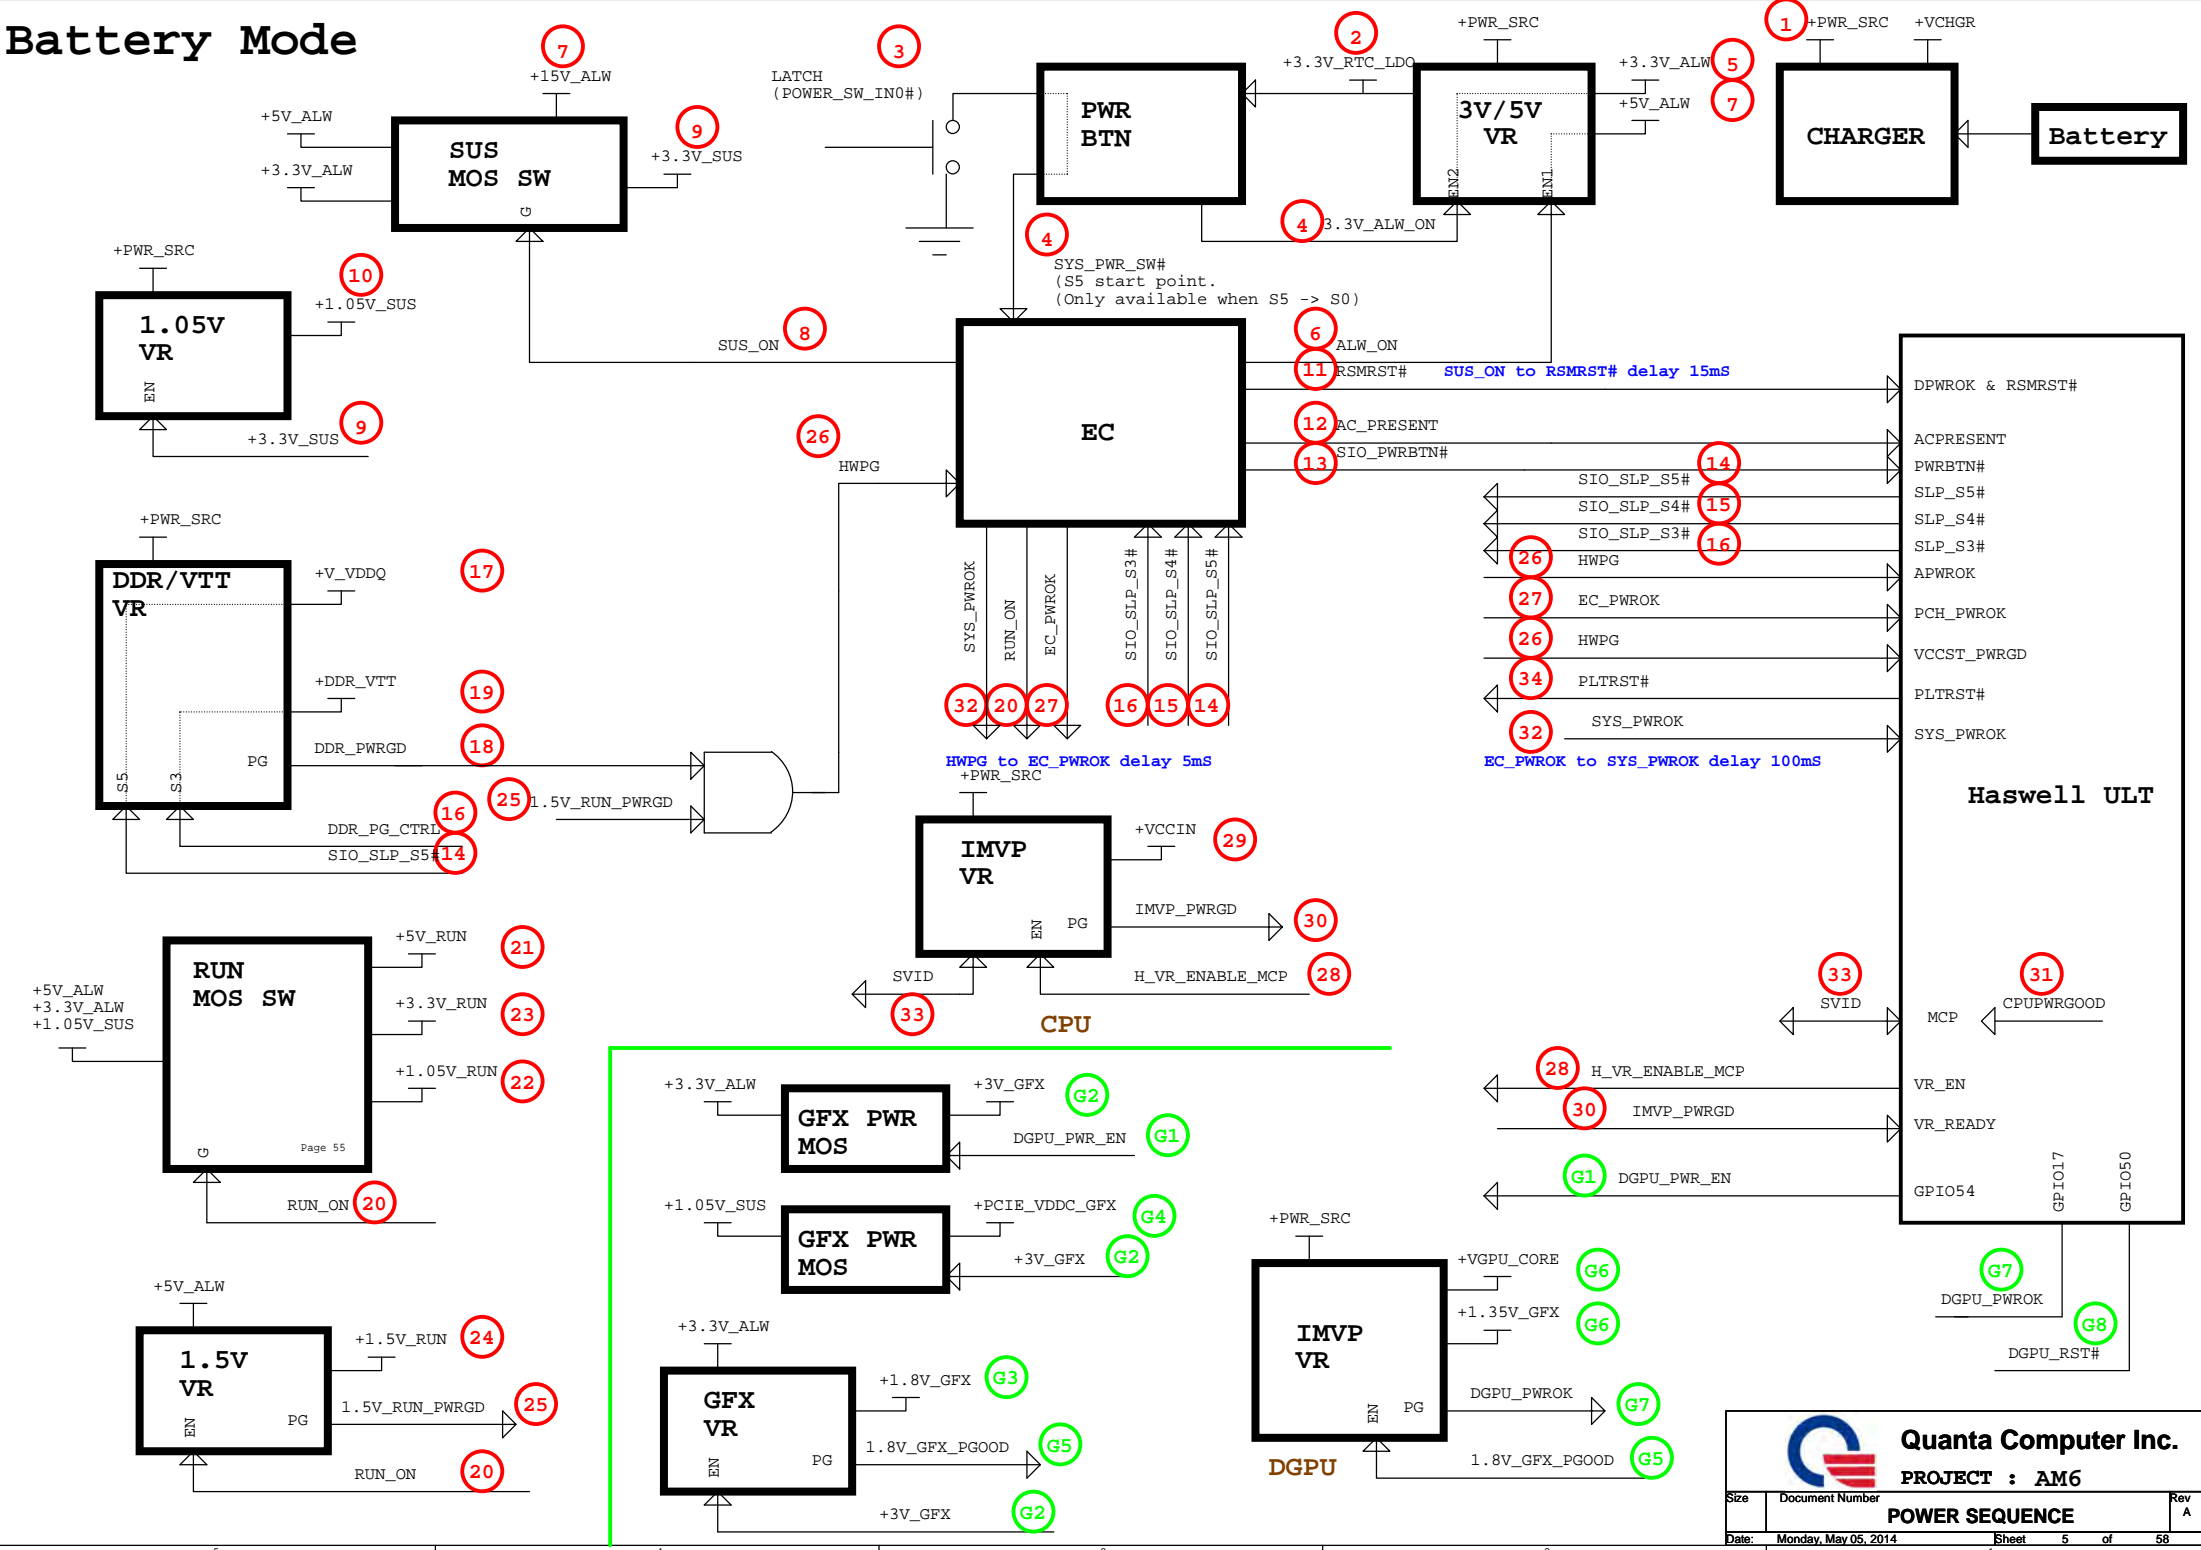 Battery Mode
7
+15V_ALW
+5V_ALW
+3.3V_ALW
SUS
MOS SW
G
9
+3.3V_SUS
3
LATCH
(POWER_SW_IN0#)
PWR
BTN
2
+3.3V_RTC_LDO
+PWR_SRC
3V/5V
VR
EN2
EN1
+3.3V_ALW
5
+5V_ALW
7
1
+PWR_SRC
+VCHGR
CHARGER
Battery
4
3.3V_ALW_ON
4
SYS_PWR_SW#
(S5 start point.
(Only available when S5 -> S0)
+PWR_SRC
10
+1.05V_SUS
1.05V
VR
EN
+3.3V_SUS
9
SUS_ON
8
EC
6
ALW_ON
11
RSMRST#
SUS_ON to RSMRST# delay 15mS
12
AC_PRESENT
13
SIO_PWRBTN#
26
HWPG
DPWROK & RSMRST#
ACPRESENT
PWRBTN#
SLP_S5#
SLP_S4#
SLP_S3#
APWROK
PCH_PWROK
VCCST_PWRGD
PLTRST#
SYS_PWROK
14
SIO_SLP_S5#
15
SIO_SLP_S4#
SIO_SLP_S3#
16
26
HWPG
27
EC_PWROK
26
HWPG
34
PLTRST#
32
SYS_PWROK
EC_PWROK to SYS_PWROK delay 100mS
Haswell ULT
SYS_PWROK
RUN_ON
EC_PWROK
SIO_SLP_S3#
SIO_SLP_S4#
SIO_SLP_S5#
32
20
27
16
15
14
HWPG to EC_PWROK delay 5mS
+PWR_SRC
DDR/VTT
VR
+V_VDDQ
17
+DDR_VTT
19
DDR_PWRGD
18
PG
S5
S3
DDR_PG_CTRL
16
SIO_SLP_S5#
14
25
1.5V_RUN_PWRGD
+PWR_SRC
IMVP
VR
+VCCIN
29
IMVP_PWRGD
30
EN
PG
SVID
33
H_VR_ENABLE_MCP
28
CPU
RUN
MOS SW
+5V_ALW
+3.3V_ALW
+1.05V_SUS
+5V_RUN
21
+3.3V_RUN
23
+1.05V_RUN
22
G
Page 55
RUN_ON
20
33
SVID
31
CPUPWRGOOD
MCP
28
H_VR_ENABLE_MCP
VR_EN
30
IMVP_PWRGD
VR_READY
G1
DGPU_PWR_EN
GPIO54
GPIO17
GPIO50
G7
DGPU_PWROK
G8
DGPU_RST#
+3.3V_ALW
GFX PWR
MOS
+3V_GFX
G2
DGPU_PWR_EN
G1
+1.05V_SUS
GFX PWR
MOS
+PCIE_VDDC_GFX
G4
+3V_GFX
G2
+3.3V_ALW
GFX
VR
+1.8V_GFX
G3
1.8V_GFX_PGOOD
G5
EN
PG
+3V_GFX
G2
+PWR_SRC
IMVP
VR
+VGPU_CORE
G6
+1.35V_GFX
G6
DGPU_PWROK
G7
EN
PG
1.8V_GFX_PGOOD
G5
DGPU
+5V_ALW
1.5V
VR
+1.5V_RUN
24
1.5V_RUN_PWRGD
25
EN
PG
RUN_ON
20
Quanta Computer Inc.
PROJECT : AM6
Size
Document Number
Rev
POWER SEQUENCE
A
Date: Monday, May 05, 2014
Sheet 5 of 58